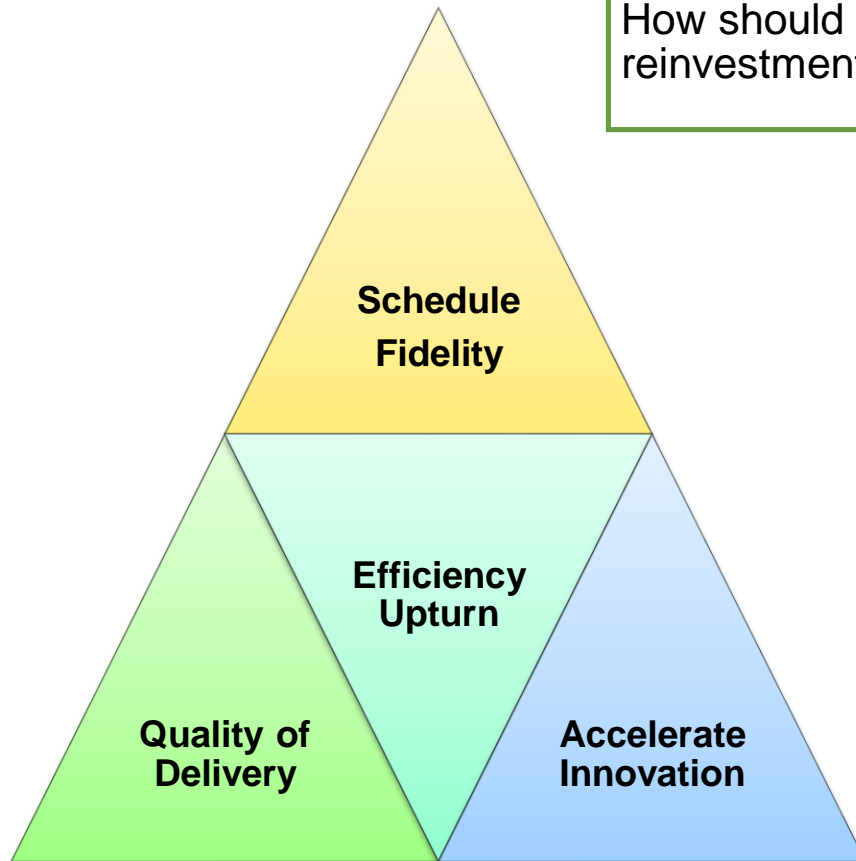 How should
reinvestment
Schedule
Fidelity
Efficiency
Upturn
Quality of
Delivery
Accelerate
Innovation